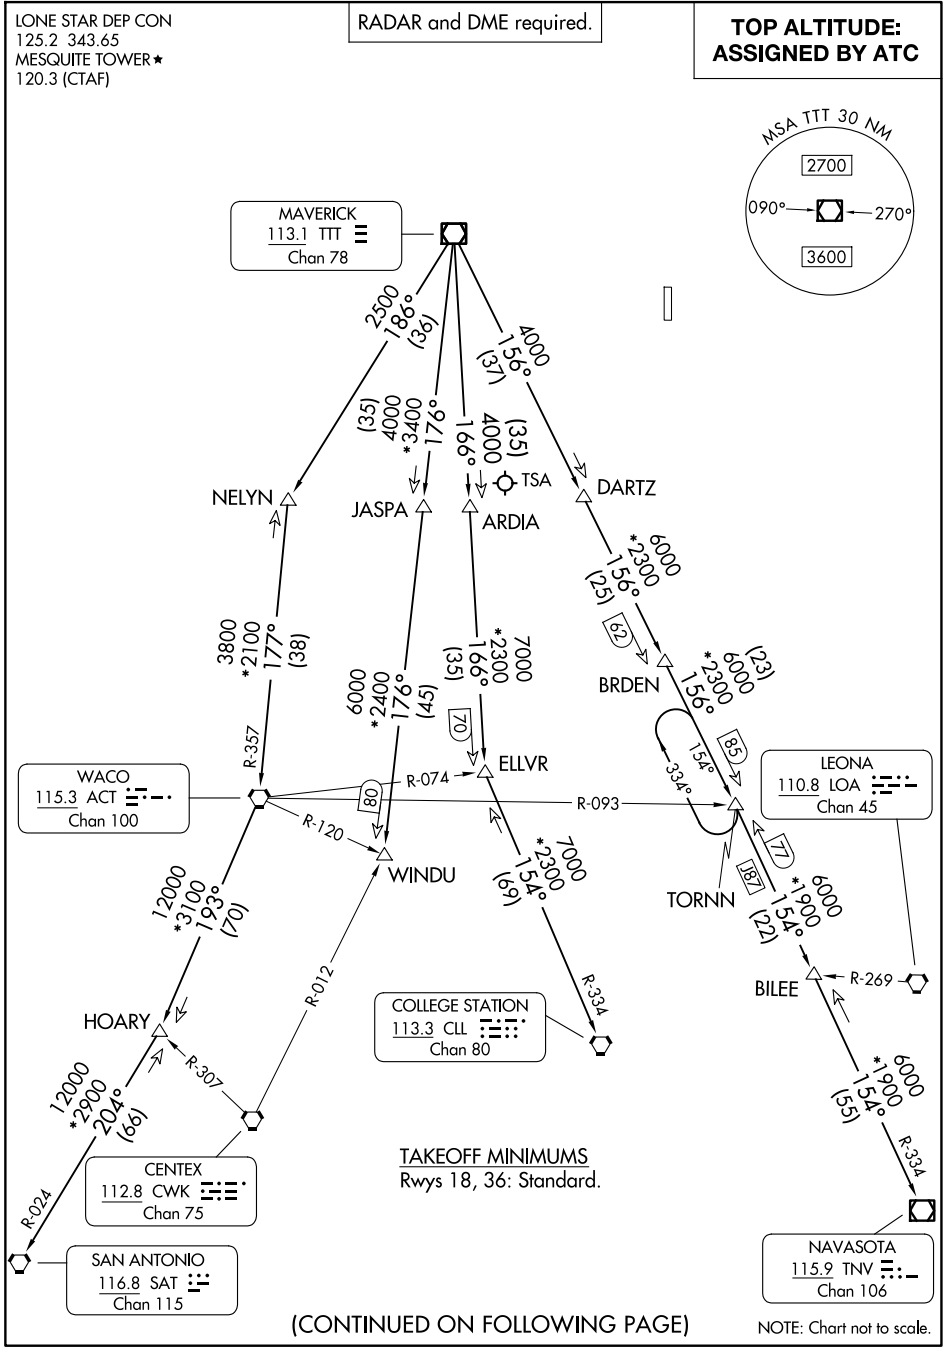 LONE STAR DEP CON
125.2 343.65
MESQUITE TOWER★
120.3 (CTAF)
RADAR and DME required.
TOP ALTITUDE:
ASSIGNED BY ATC
MSA TTT 30 NM
2700
090°
270°
3600
MAVERICK
113.1 TTT
Chan 78
2500
186°
(36)
(35)
4000
*3400
176°
(35)
4000
166°
4000
156°
(37)
NELYN
JASPA
ARDIA
TSA
DARTZ
3800
*2100
177°
(38)
R-357
6000
*2400
176°
(45)
80
7000
*2300
166°
(35)
70
6000
*2300
156°
(25)
62
BRDEN
(23)
6000
*2300
156°
85
154°
334°
WACO
115.3 ACT
Chan 100
R-074
ELLVR
R-093
R-120
WINDU
LEONA
110.8 LOA
Chan 45
TORNN
77
J87
6000
*1900
154°
(22)
12000
*3100
193°
(70)
7000
*2300
154°
(69)
R-334
R-012
HOARY
R-307
COLLEGE STATION
113.3 CLL
Chan 80
BILEE
R-269
6000
*1900
154°
(55)
R-334
12000
*2900
204°
(66)
R-024
CENTEX
112.8 CWK
Chan 75
TAKEOFF MINIMUMS
Rwys 18, 36: Standard.
SAN ANTONIO
116.8 SAT
Chan 115
NAVASOTA
115.9 TNV
Chan 106
(CONTINUED ON FOLLOWING PAGE)
NOTE: Chart not to scale.